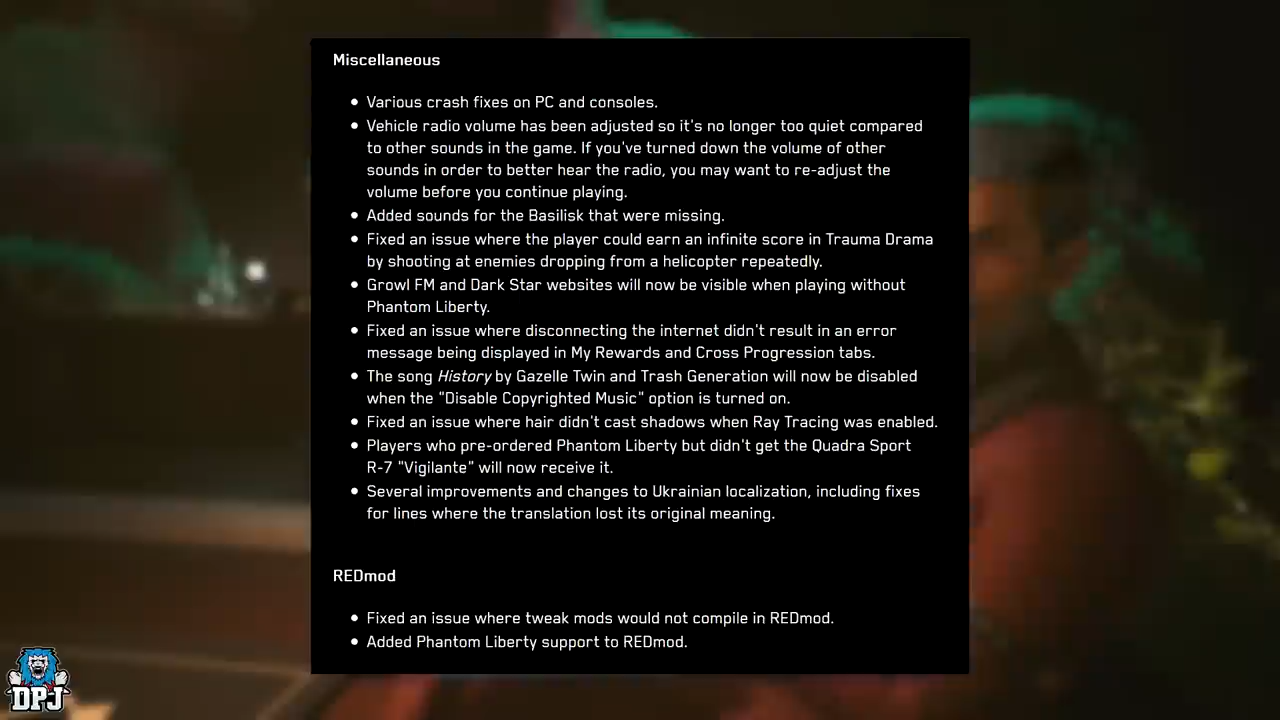 Miscellaneous
• Various crash fixes on PC and consoles.
• Vehicle radio volume has been adjusted so it's no longer too quiet compared
to other sounds in the game. If you've turned down the volume of other
sounds in order to better hear the radio, you may want to re-adjust the
volume before you continue playing.
• Added sounds for the Basilisk that were missing.
• Fixed an issue where the player could earn an infinite score in Trauma Drama
by shooting at enemies dropping from a helicopter repeatedly.
• Growl FM and Dark Star websites will now be visible when playing without
Phantom Liberty.
• Fixed an issue where disconnecting the internet didn't result in an error
message being displayed in My Rewards and Cross Progression tabs.
• The song History by Gazelle Twin and Trash Generation will now be disabled
when the "Disable Copyrighted Music" option is turned on.
• Fixed an issue where hair didn't cast shadows when Ray Tracing was enabled.
• Players who pre-ordered Phantom Liberty but didn't get the Quadra Sport
R-7 "Vigilante" will now receive it.
• Several improvements and changes to Ukrainian localization, including fixes
for lines where the translation lost its original meaning.
REDmod
• Fixed an issue where tweak mods would not compile in REDmod.
• Added Phantom Liberty support to REDmod.
DPJ